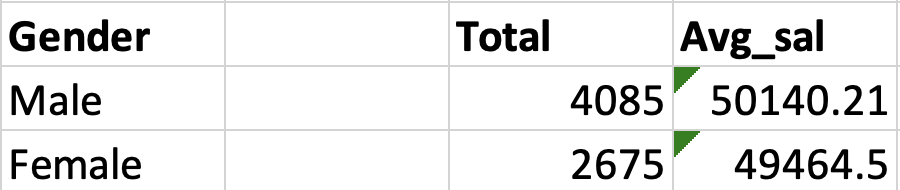 Gender Total Avg_sal
Male 4085 50140.21
Female 2675 49464.5